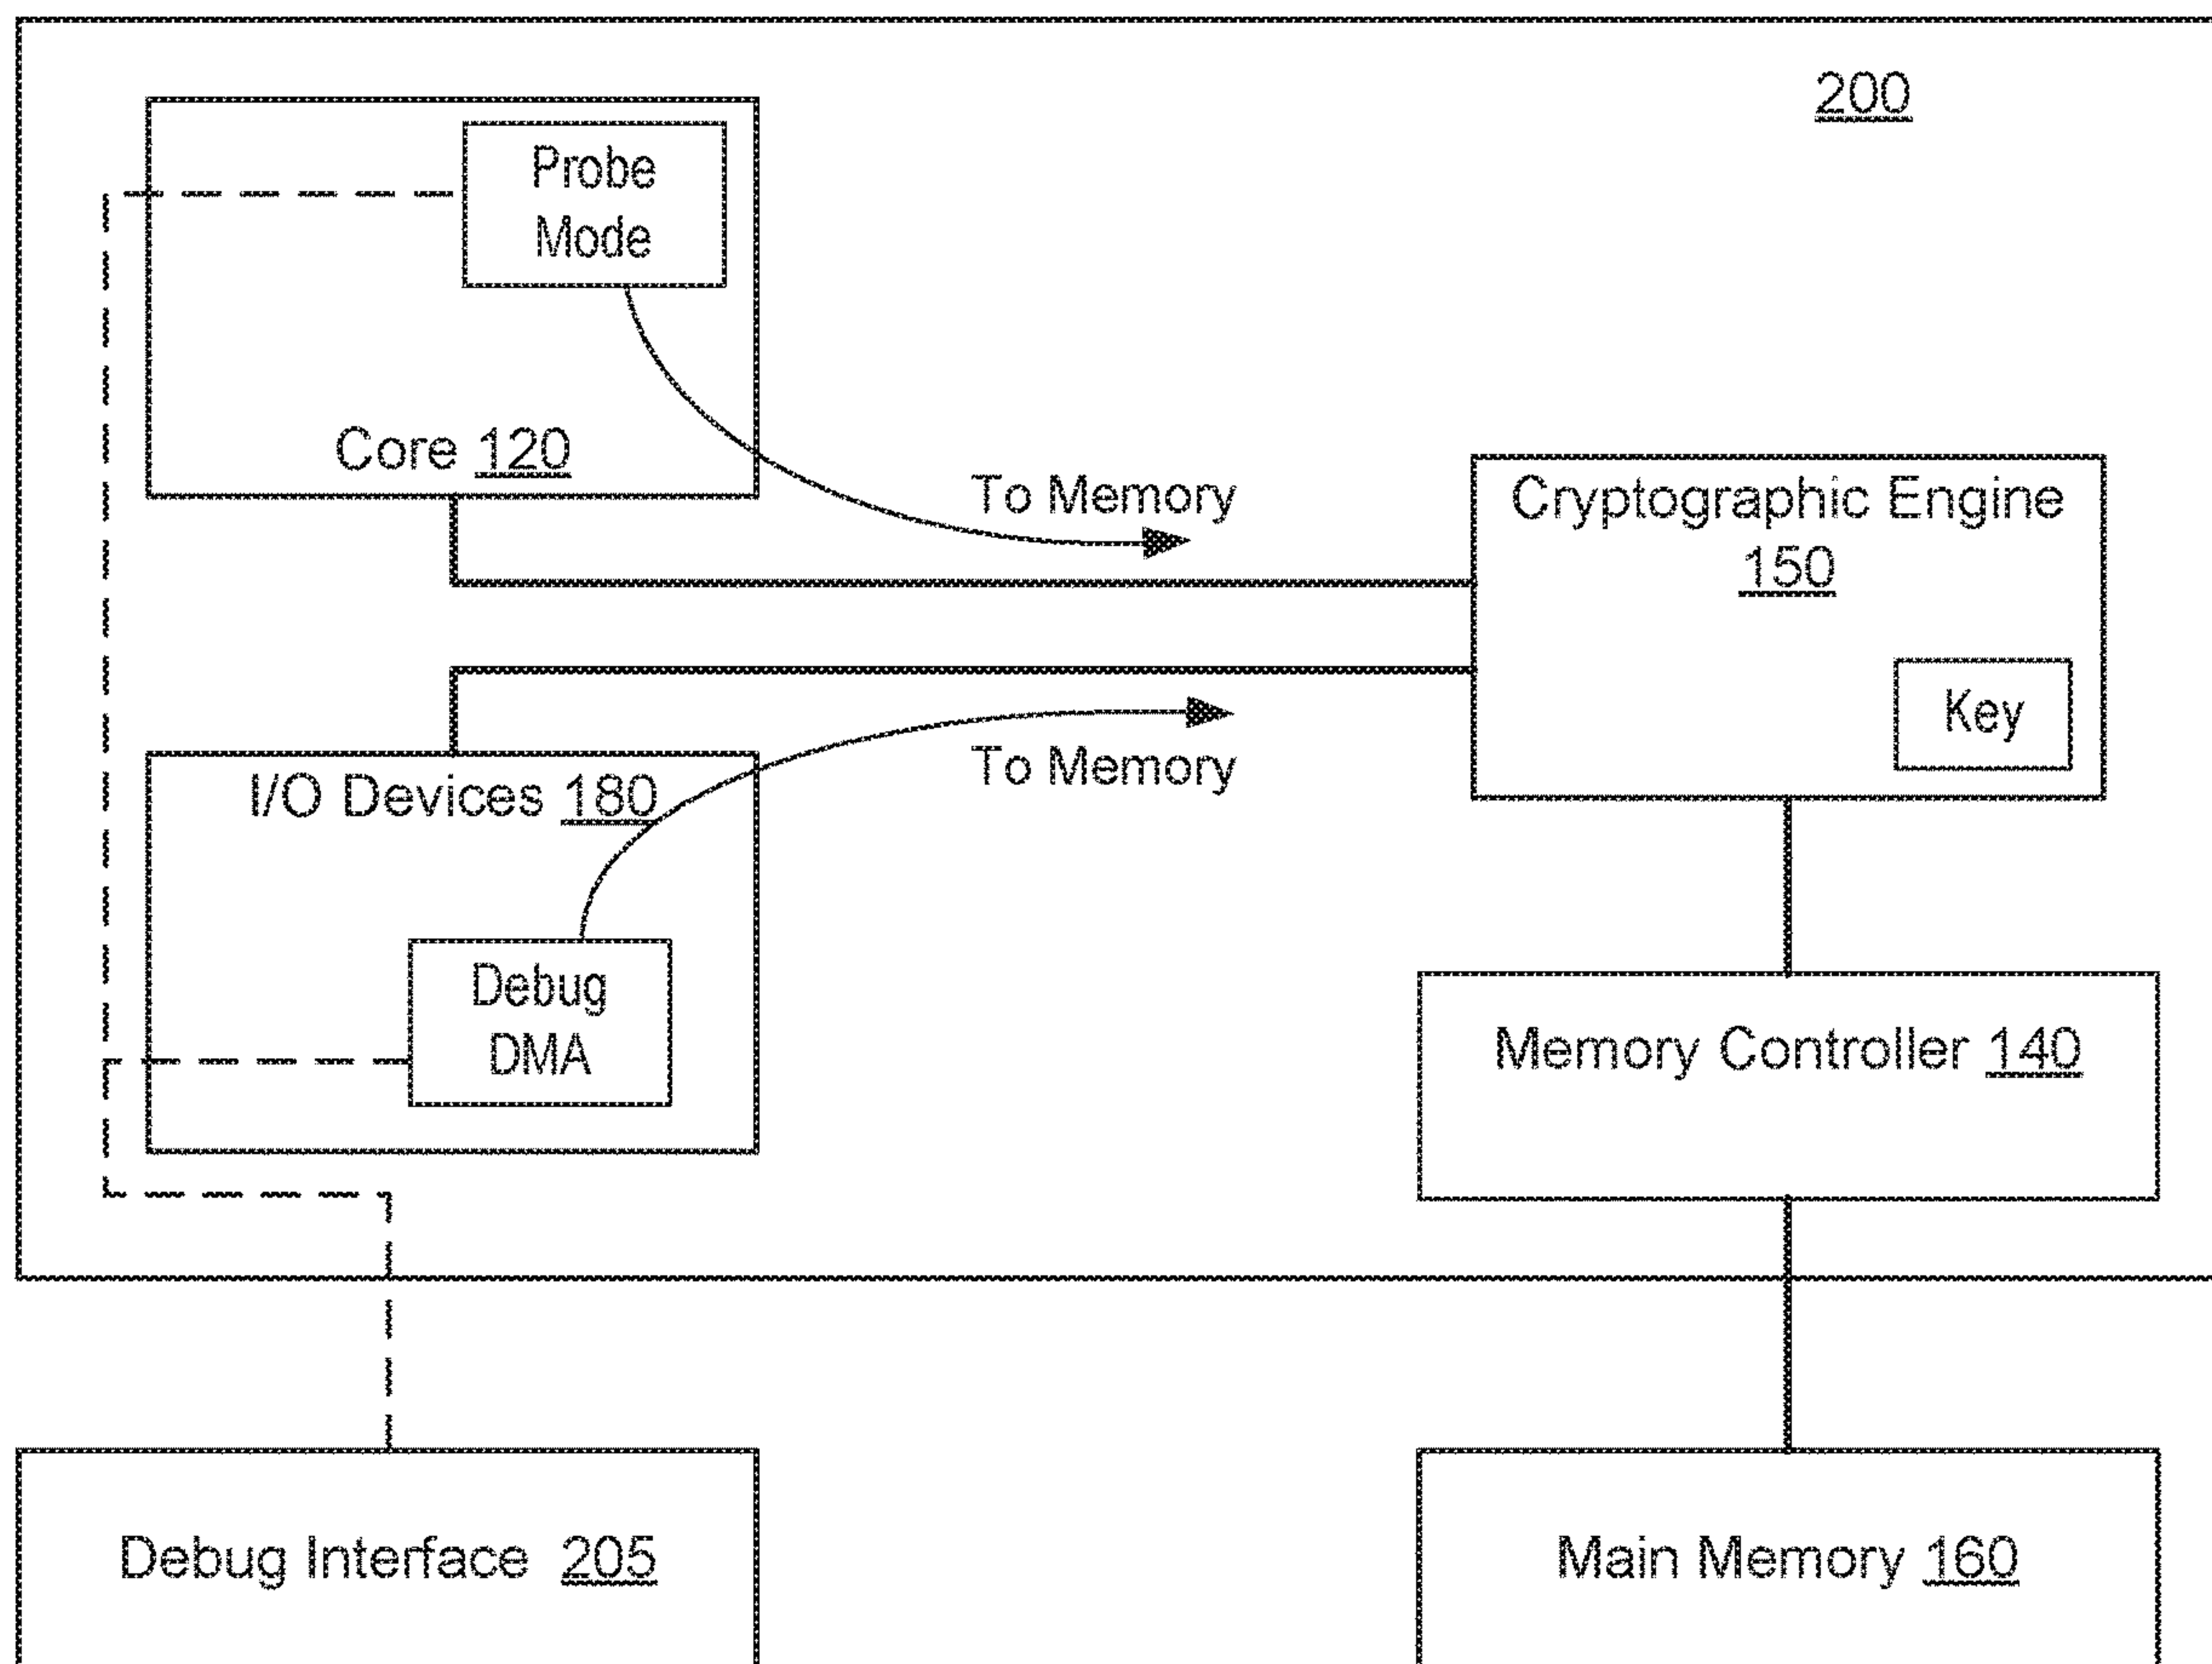 200
Probe
Mode
Core 120
To Memory
Cryptographic Engine
150
Key
I/O Devices 180
To Memory
Debug
DMA
Memory Controller 140
Debug Interface 205
Main Memory 160